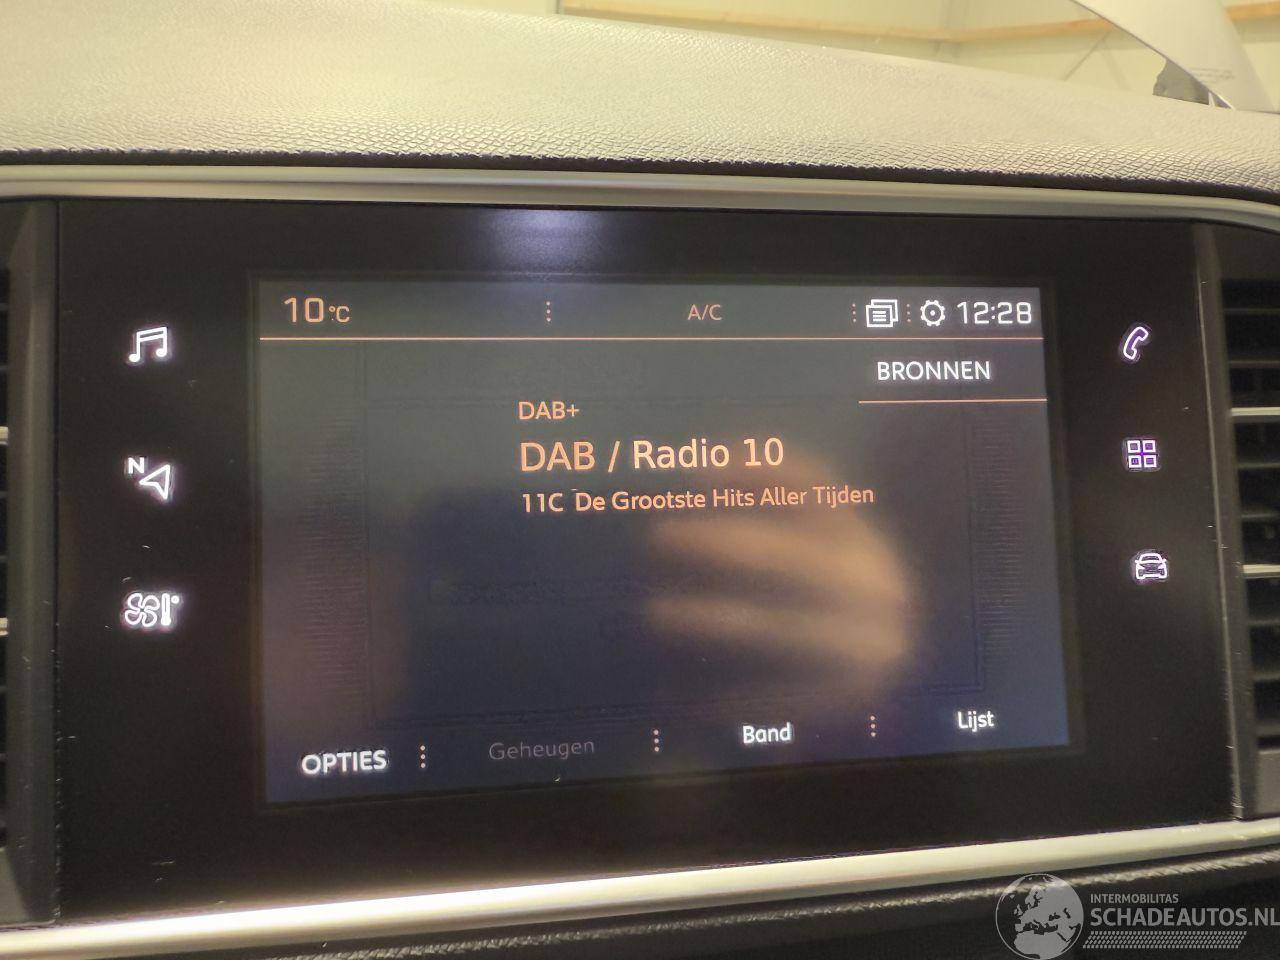 10°C
A/C
12:28
BRONNEN
DAB+
DAB / Radio 10
11C De Grootste Hits Aller Tijden
N
OPTIES
Geheugen
Band
Lijst
INTERMOBILITAS
SCHADEAUTOS.NL